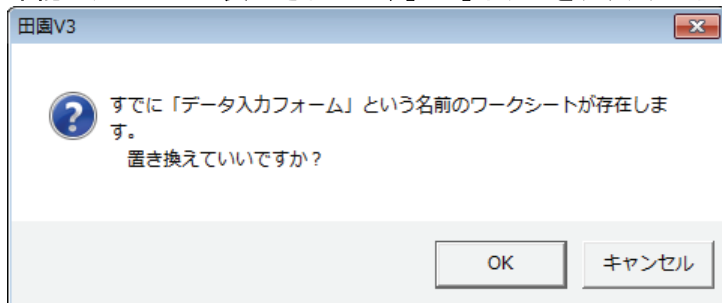 田園V3
すでに「データ入力フォーム」という名前のワークシートが存在しま
す。
置き換えていいですか？
OK
キャンセル